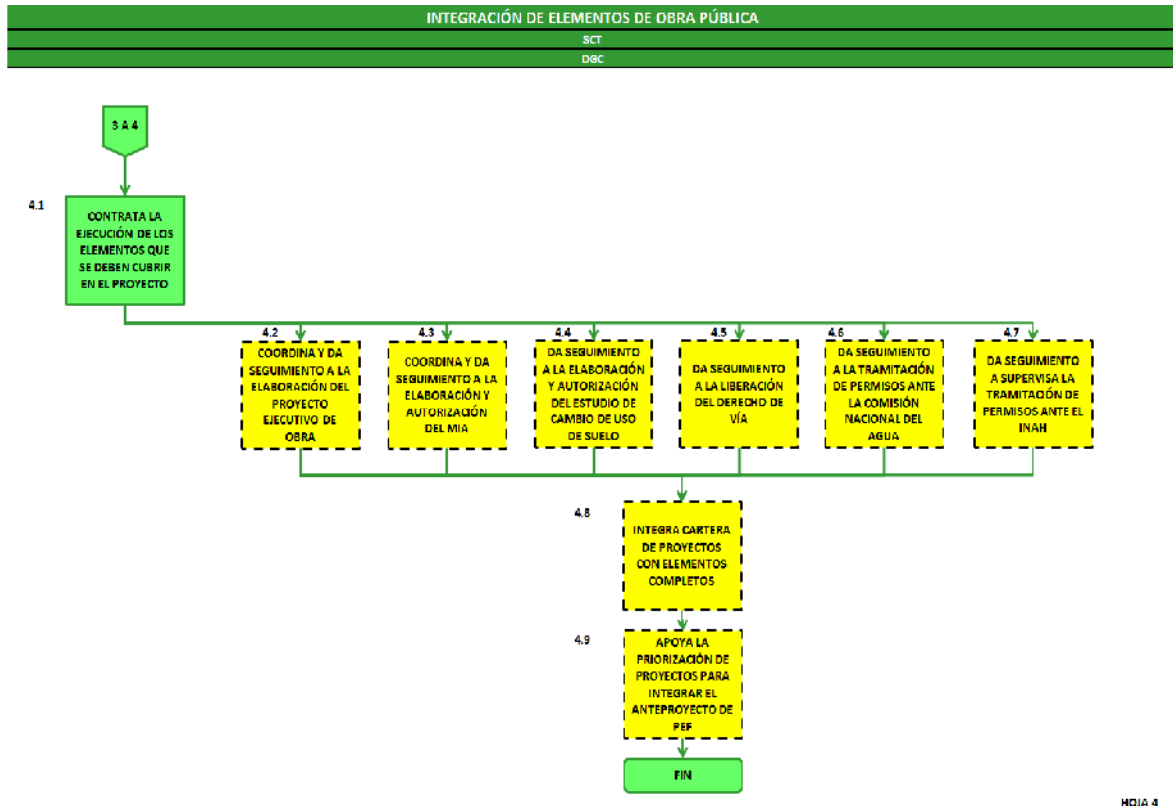 INTEGRACIÓN DE ELEMENTOS DE OBRA PÚBLICA
SCT
DGC
3 A 4
4.1
CONTRATA LA
EJECUCIÓN DE LOS
ELEMENTOS QUE
SE DEBEN CUBRIR
EN EL PROYECTO
4.2
COORDINA Y DA
SEGUIMIENTO A LA
ELABORACIÓN DEL
PROYECTO
EJECUTIVO DE
OBRA
4.3
COORDINA Y DA
SEGUIMIENTO A LA
ELABORACIÓN Y
AUTORIZACIÓN
DEL MIA
4.4
DA SEGUIMIENTO
A LA ELABORACIÓN
Y AUTORIZACIÓN
DEL ESTUDIO DE
CAMBIO DE USO
DE SUELO
4.5
DA SEGUIMIENTO
A LA LIBERACIÓN
DEL DERECHO DE
VÍA
4.6
DA SEGUIMIENTO
A LA TRAMITACIÓN
DE PERMISOS ANTE
LA COMISIÓN
NACIONAL DEL
AGUA
4.7
DA SEGUIMIENTO
A SUPERVISA LA
TRAMITACIÓN DE
PERMISOS ANTE EL
INAH
4.8
INTEGRA CARTERA
DE PROYECTOS
CON ELEMENTOS
COMPLETOS
4.9
APOYA LA
PRIORIZACIÓN DE
PROYECTOS PARA
INTEGRAR EL
ANTEPROYECTO DE
PEF
FIN
HOJA 4